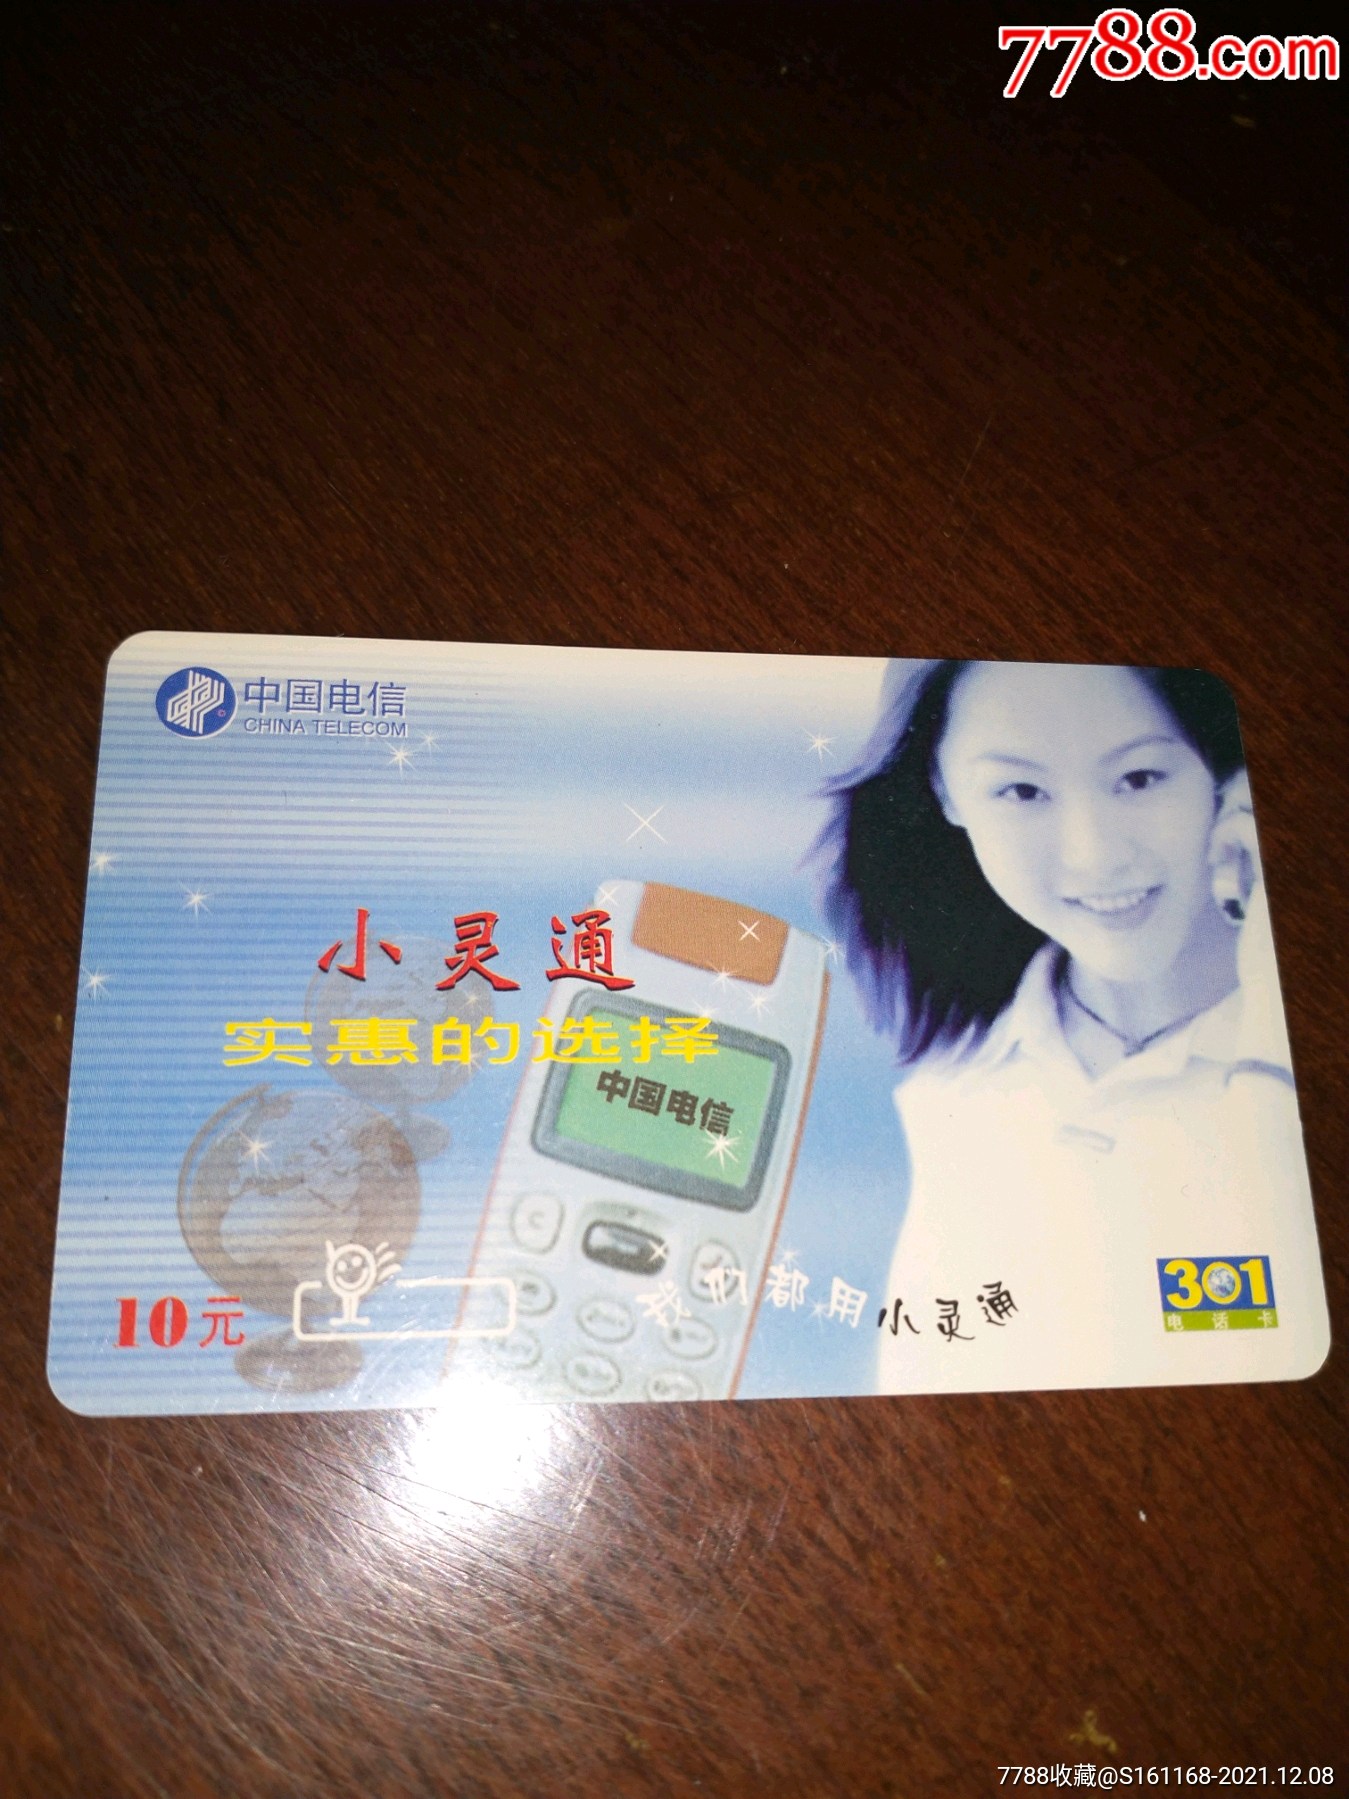 7788.com
中国电信
CHINA TELECOM
小灵通
实惠的选择
中国电信
C
我们都用小灵通
10元
301
电话卡
7788收藏@S161168-2021.12.08